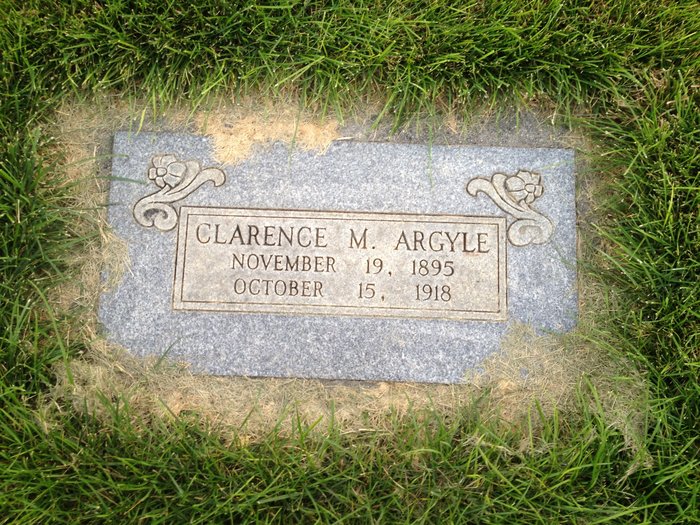 CLARENCE M. ARGYLE
NOVEMBER 19, 1895
OCTOBER 15, 1918